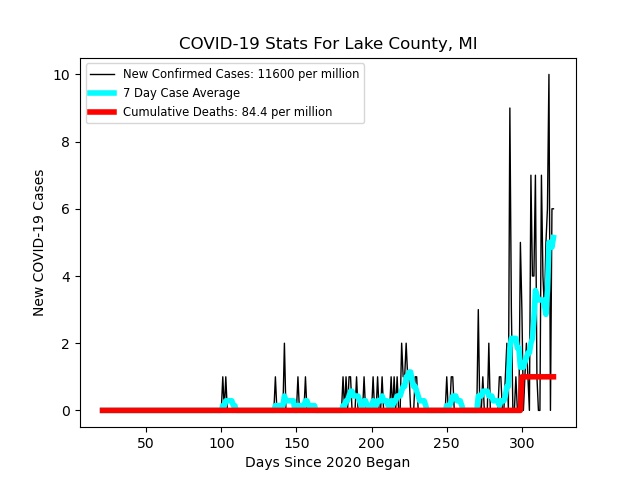 COVID-19 Stats For Lake County, MI
New Confirmed Cases: 11600 per million
7 Day Case Average
Cumulative Deaths: 84.4 per million
New COVID-19 Cases
10
8
6
4
2
0
50 100 150 200 250 300
Days Since 2020 Began